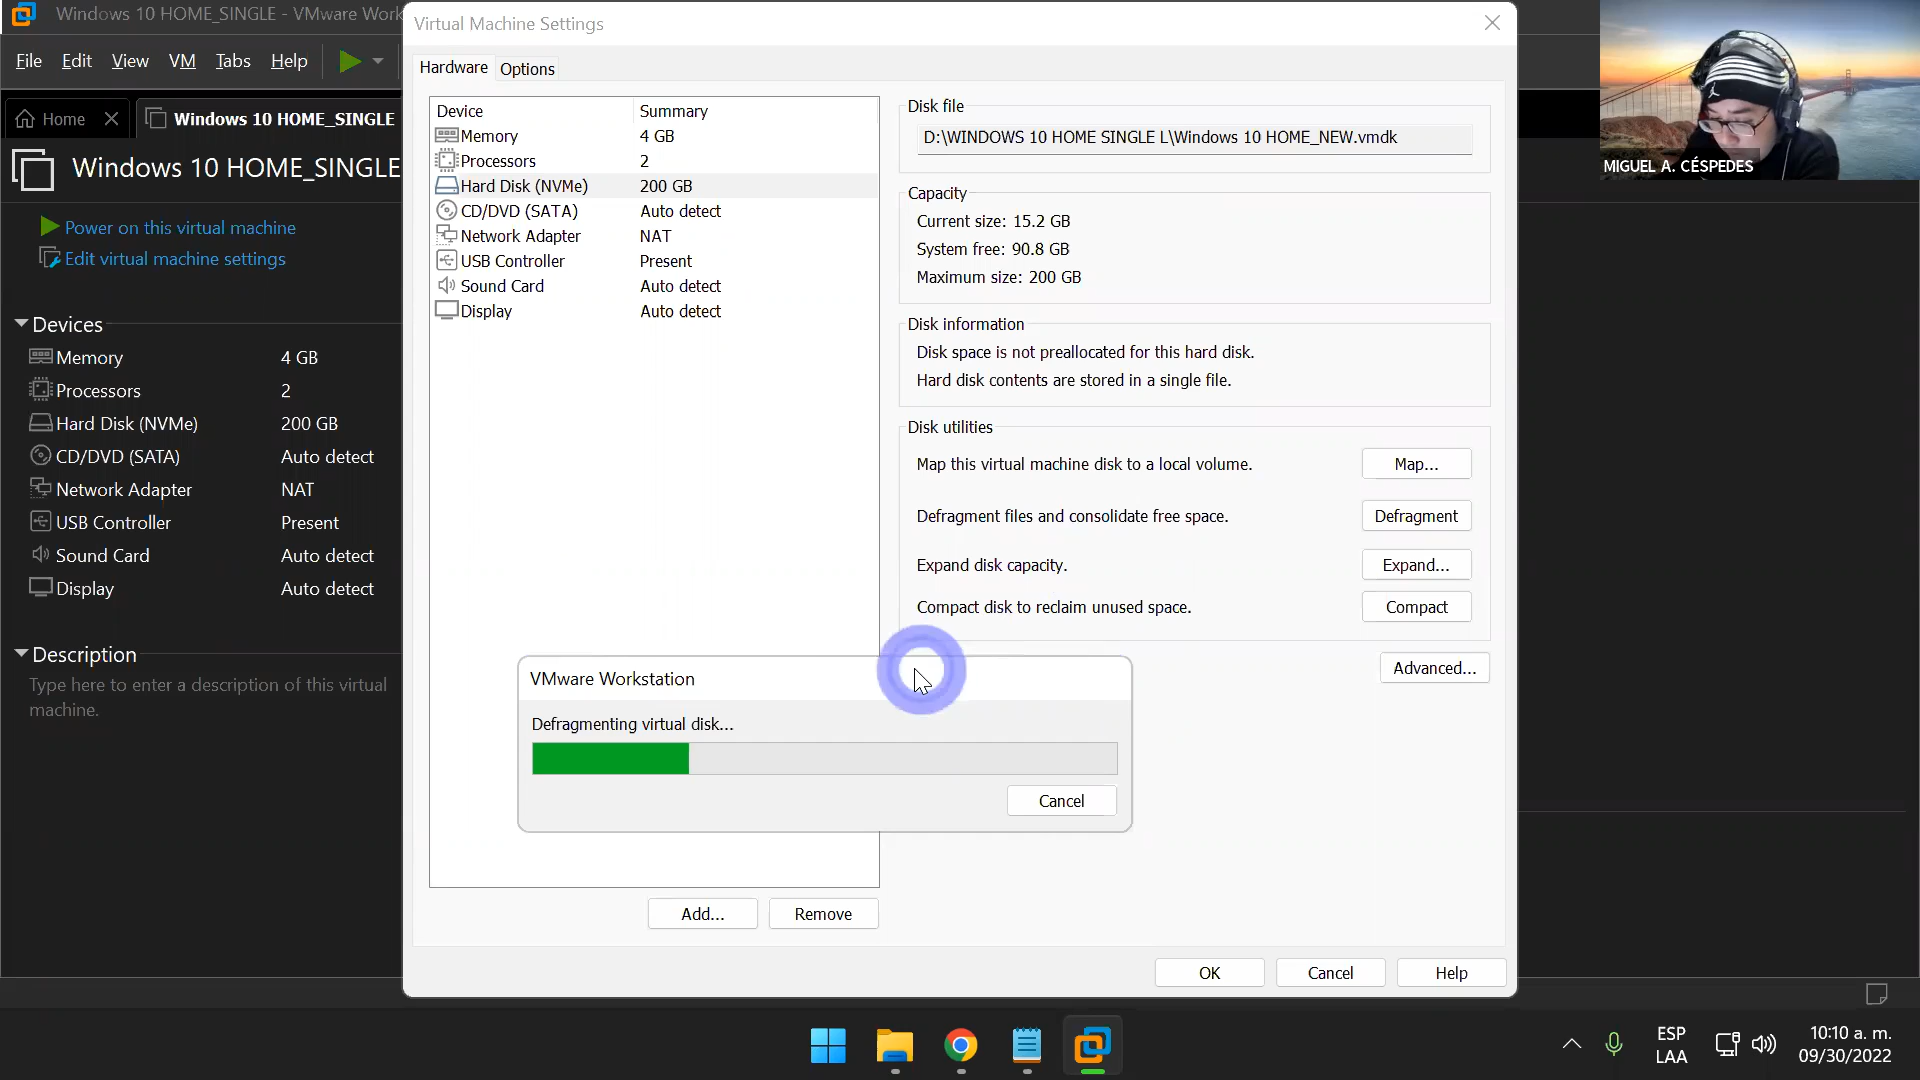 Windows 10 HOME_SINGLE - VMware Work
File Edit View VM Tabs Help
Home
Windows 10 HOME_SINGLE
Windows 10 HOME_SINGLE
Power on this virtual machine
Edit virtual machine settings
Devices
Memory 4 GB
Processors 2
Hard Disk (NVMe) 200 GB
CD/DVD (SATA) Auto detect
Network Adapter NAT
USB Controller Present
Sound Card Auto detect
Display Auto detect
Description
Type here to enter a description of this virtual
machine.
Virtual Machine Settings
Hardware Options
Device Summary
Memory 4 GB
Processors 2
Hard Disk (NVMe) 200 GB
CD/DVD (SATA) Auto detect
Network Adapter NAT
USB Controller Present
Sound Card Auto detect
Display Auto detect
Add... Remove
Disk file
D:\WINDOWS 10 HOME SINGLE L\Windows 10 HOME_NEW.vmdk
Capacity
Current size: 15.2 GB
System free: 90.8 GB
Maximum size: 200 GB
Disk information
Disk space is not preallocated for this hard disk.
Hard disk contents are stored in a single file.
Disk utilities
Map this virtual machine disk to a local volume. Map...
Defragment files and consolidate free space. Defragment
Expand disk capacity. Expand...
Compact disk to reclaim unused space. Compact
Advanced...
VMware Workstation
Defragmenting virtual disk...
Cancel
OK Cancel Help
MIGUEL A. CÉSPEDES
ESP
LAA
10:10 a. m.
09/30/2022